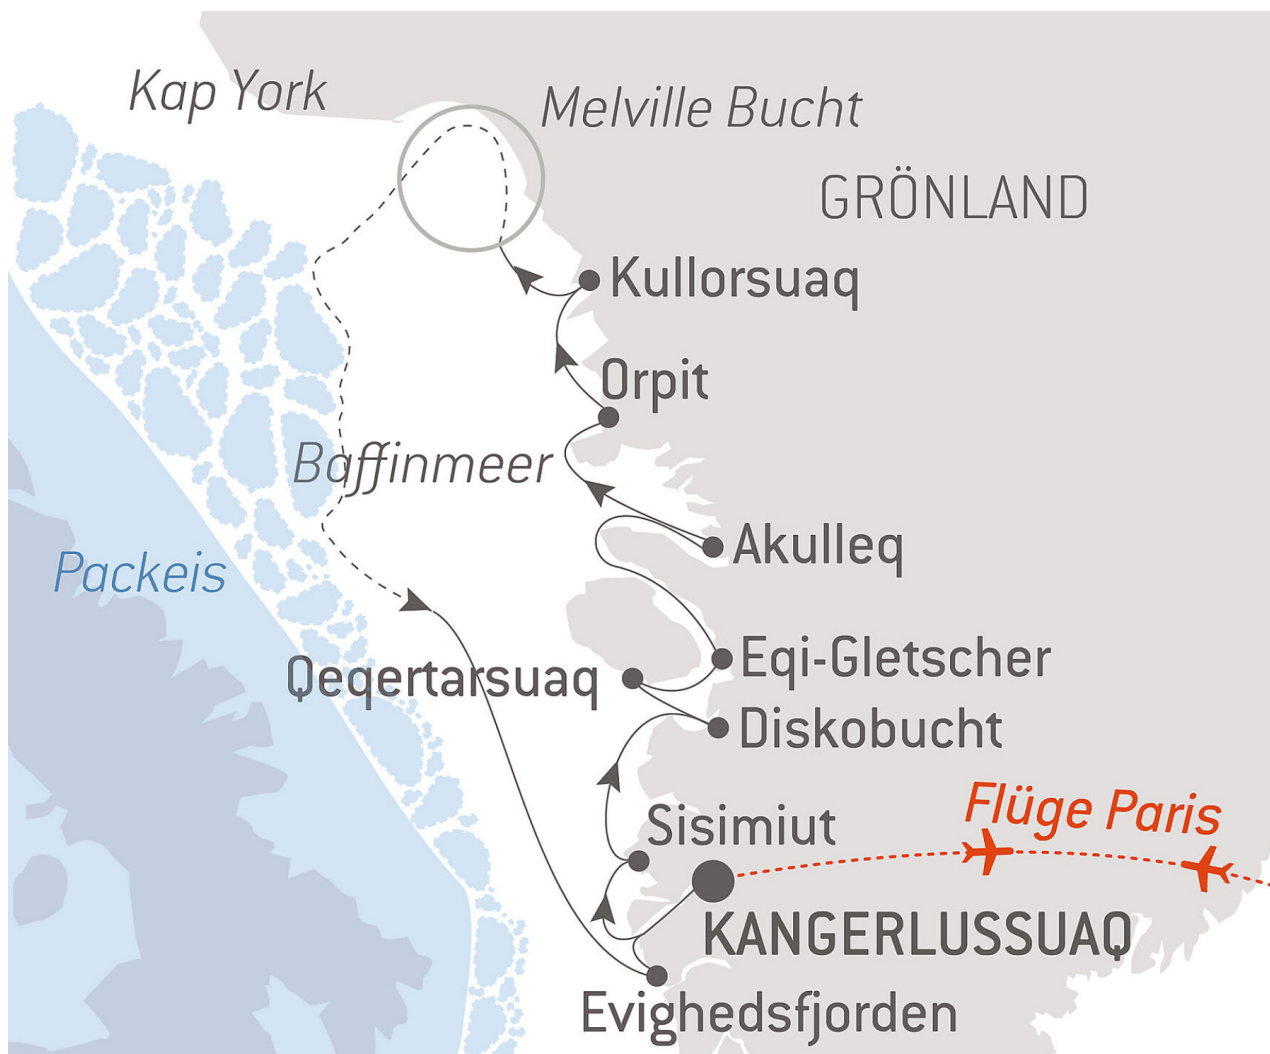 Kap York
Melville Bucht
GRÖNLAND
Kullorsuaq
Orpit
Baffinmeer
Akulleq
Packeis
Eqi-Gletscher
Qeqertarsuaq
Diskobucht
Flüge Paris
Sisimiut
KANGERLUSSUAQ
Evighedsfjorden